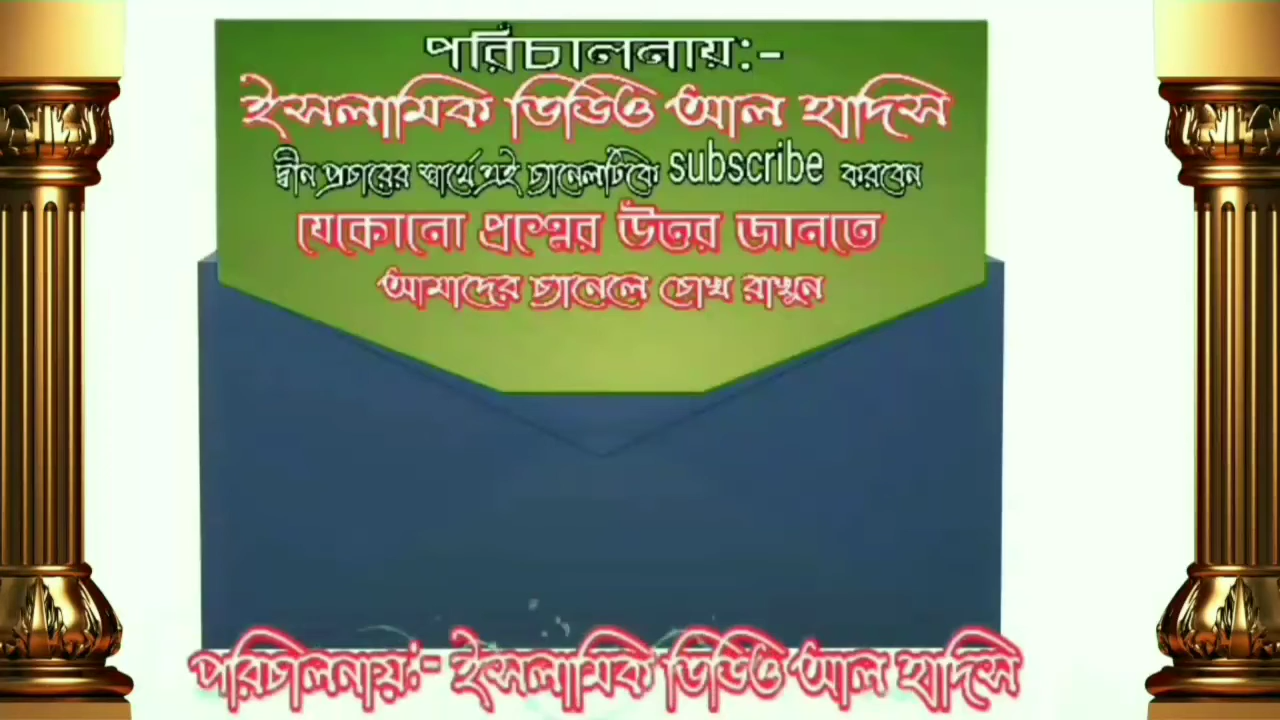 পরিচালনায়:-
ইসলামিক ভিডিও আল হাদিস
দ্বীন প্রচারের স্বার্থে এই চ্যানেলটিকে subscribe করবেন
যেকোনো প্রশ্নের উত্তর জানতে
আমাদের চ্যানেলে চোখ রাখুন
পরিচালনায়:- ইসলামিক ভিডিও আল হাদিস